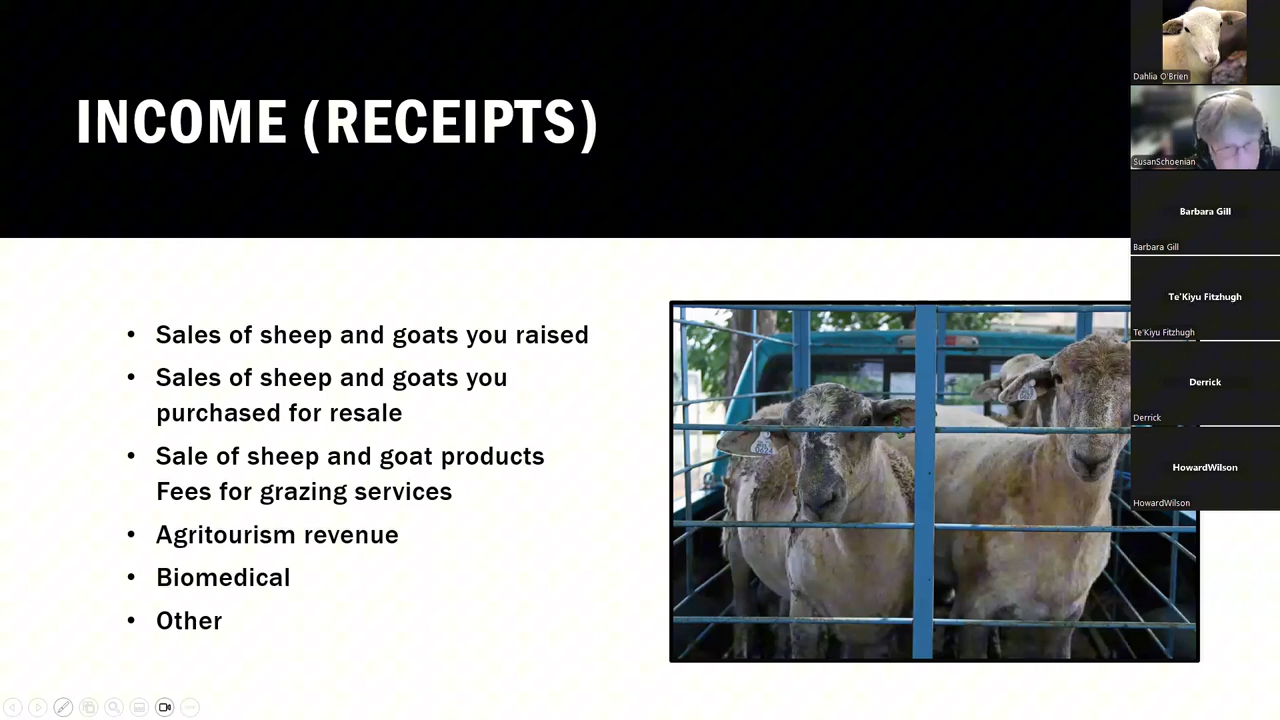 INCOME (RECEIPTS)
• Sales of sheep and goats you raised
• Sales of sheep and goats you
purchased for resale
• Sale of sheep and goat products
Fees for grazing services
• Agritourism revenue
• Biomedical
• Other
Dahlia O'Brien
SusanSchoenian
Barbara Gill
Barbara Gill
Te'Kiyu Fitzhugh
Te'Kiyu Fitzhugh
Derrick
Derrick
HowardWilson
HowardWilson